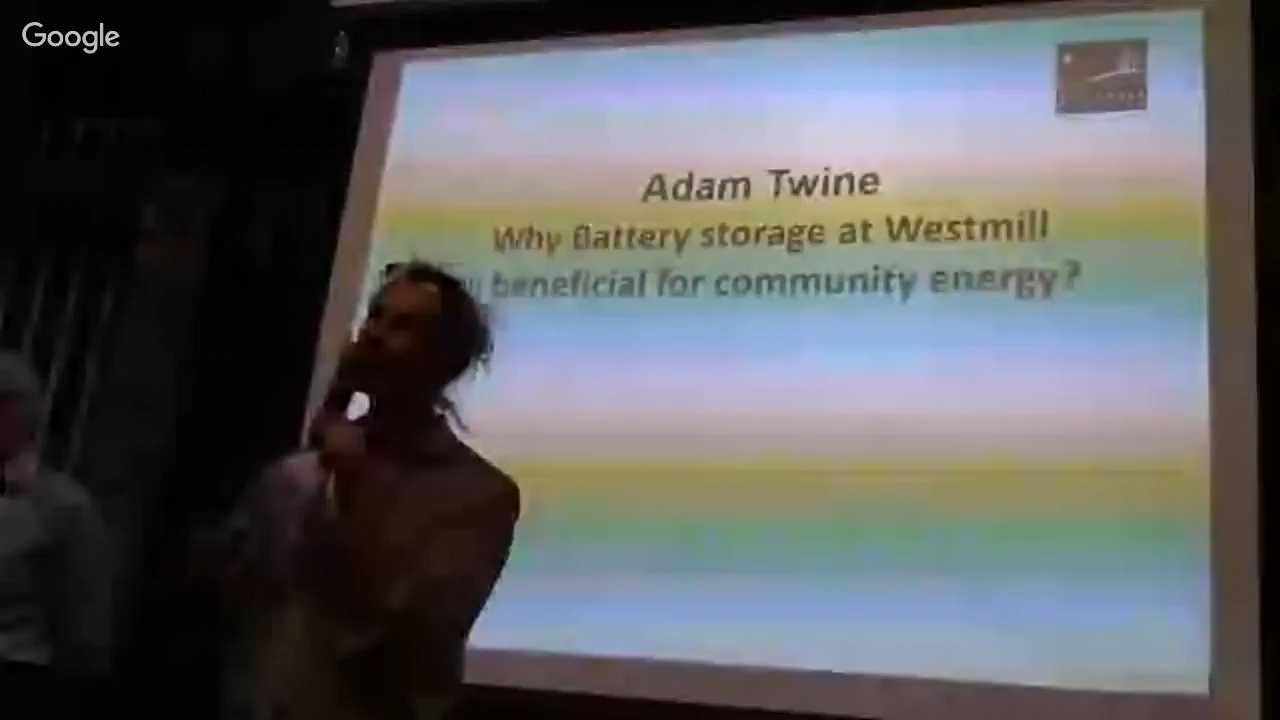 Google
Adam Twine
Why Battery storage at Westmill
beneficial for community energy?